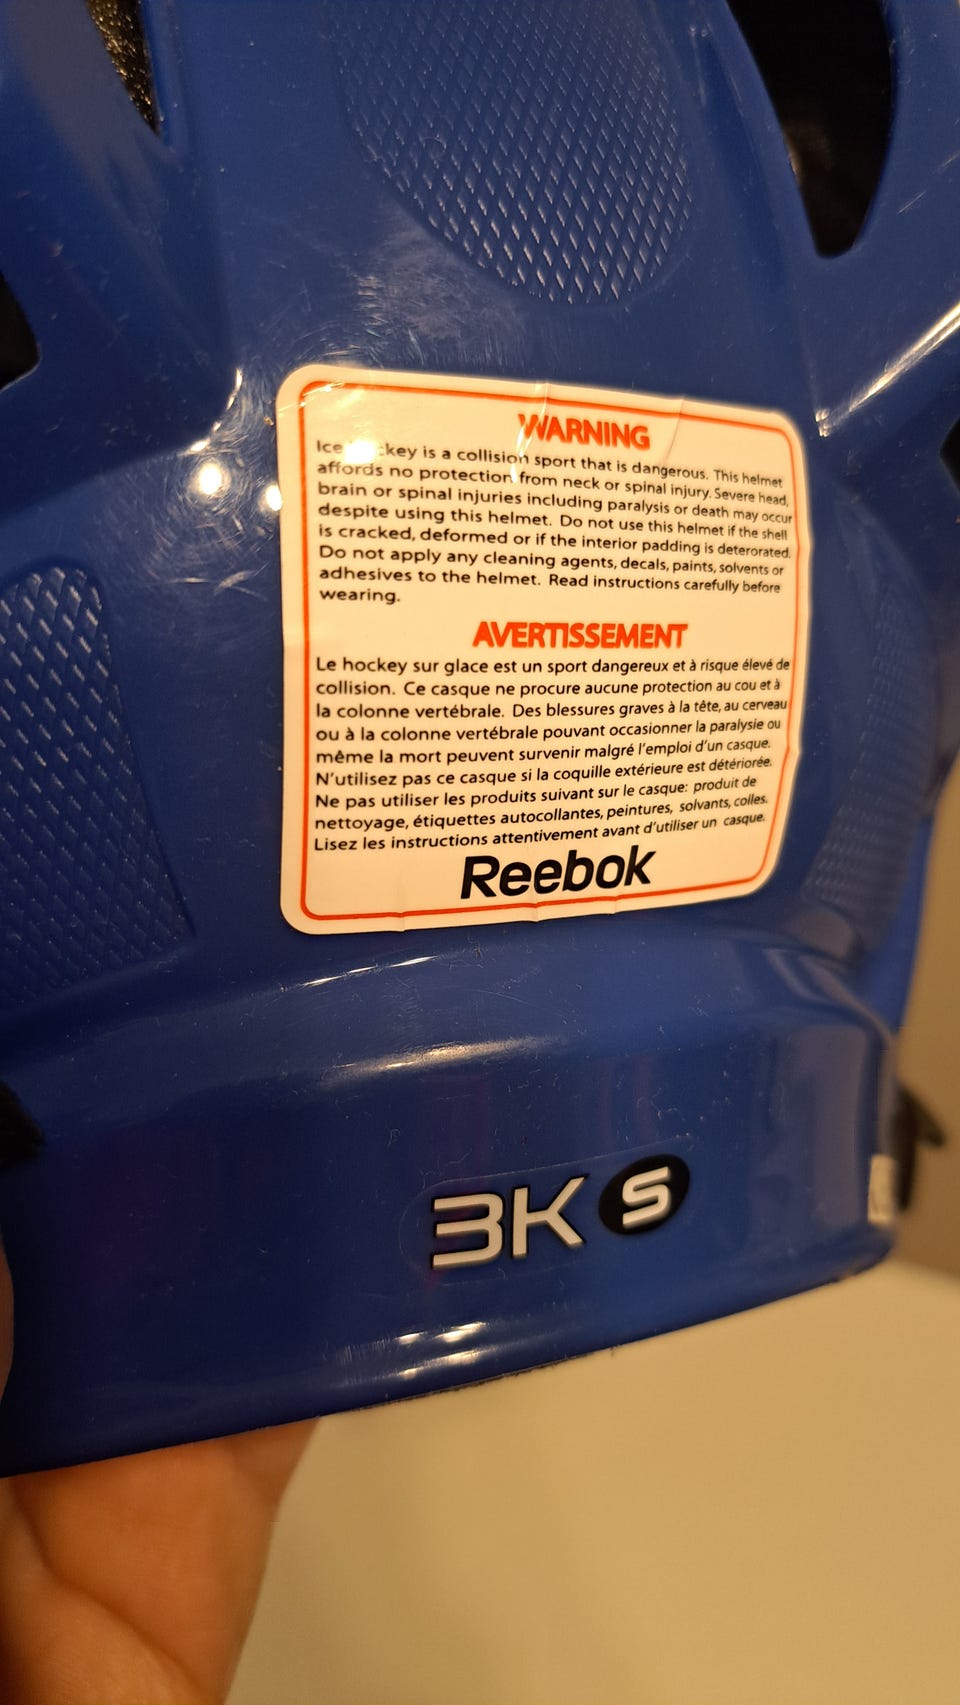 WARNING
Ice key is a collision sport that is dangerous. This helmet
affords no protection from neck or spinal injury. Severe head,
brain or spinal injuries including paralysis or death may occur
despite using this helmet. Do not use this helmet if the shell
is cracked, deformed or if the interior padding is deterorated.
Do not apply any cleaning agents, decals, paints, solvents or
adhesives to the helmet. Read instructions carefully before
wearing.
AVERTISSEMENT
Le hockey sur glace est un sport dangereux et à risque élevé de
collision. Ce casque ne procure aucune protection au cou et à
la colonne vertébrale. Des blessures graves à la tête, au cerveau
ou à la colonne vertébrale pouvant occasionner la paralysie ou
même la mort peuvent survenir malgré l'emploi d'un casque.
N'utilisez pas ce casque si la coquille extérieure est détériorée.
Ne pas utiliser les produits suivant sur le casque: produit de
nettoyage, étiquettes autocollantes, peintures, solvants, colles.
Lisez les instructions attentivement avant d'utiliser un casque.
Reebok
3K S